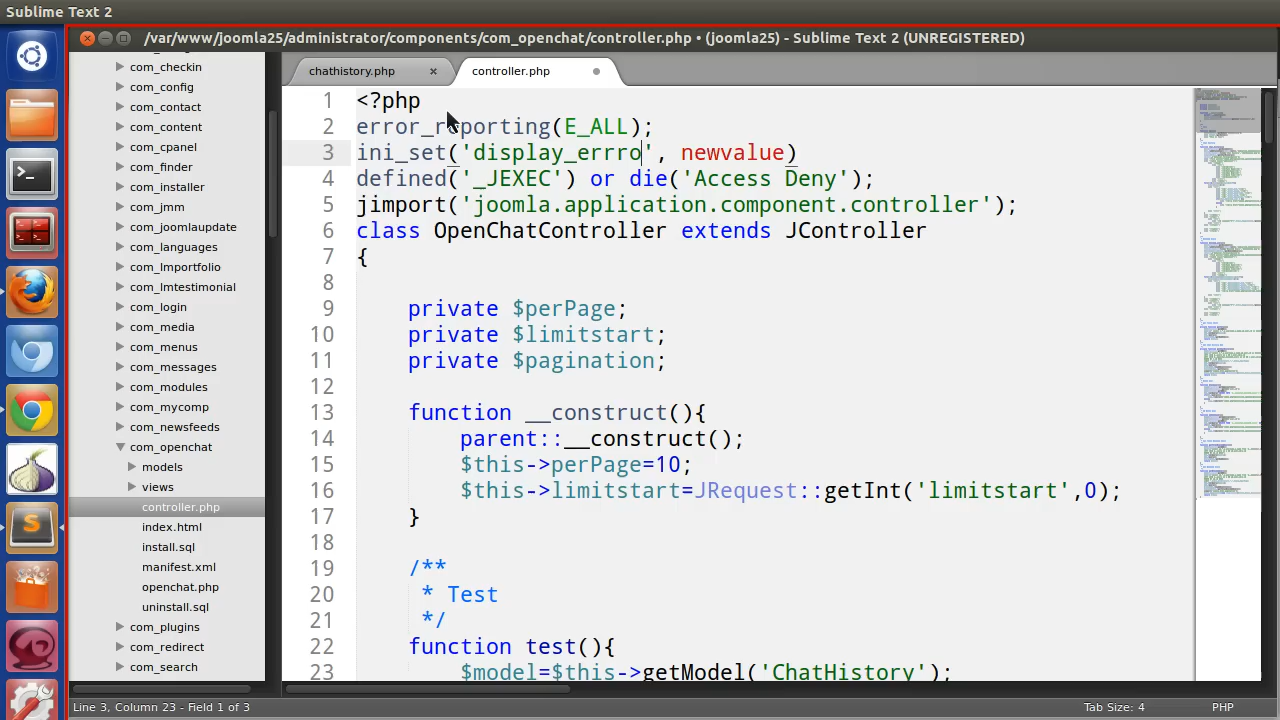 Sublime Text 2
/var/www/joomla25/administrator/components/com_openchat/controller.php • (joomla25) - Sublime Text 2 (UNREGISTERED)
chathistory.php × controller.php
com_checkin
com_config
com_contact
com_content
com_cpanel
com_finder
com_installer
com_jmm
com_joomlaupdate
com_languages
com_lmportfolio
com_lmtestimonial
com_login
com_media
com_menus
com_messages
com_modules
com_mycomp
com_newsfeeds
com_openchat
models
views
controller.php
index.html
install.sql
manifest.xml
openchat.php
uninstall.sql
com_plugins
com_redirect
com_search
1 <?php
2 error_reporting(E_ALL);
3 ini_set('display_errro', newvalue)
4 defined('_JEXEC') or die('Access Deny');
5 jimport('joomla.application.component.controller');
6 class OpenChatController extends JController
7 {
8
9 private $perPage;
10 private $limitstart;
11 private $pagination;
12
13 function __construct(){
14 parent::__construct();
15 $this->perPage=10;
16 $this->limitstart=JRequest::getInt('limitstart',0);
17 }
18
19 /**
20 * Test
21 */
22 function test(){
23 $model=$this->getModel('ChatHistory');
Line 3, Column 23 - Field 1 of 3
Tab Size: 4
PHP